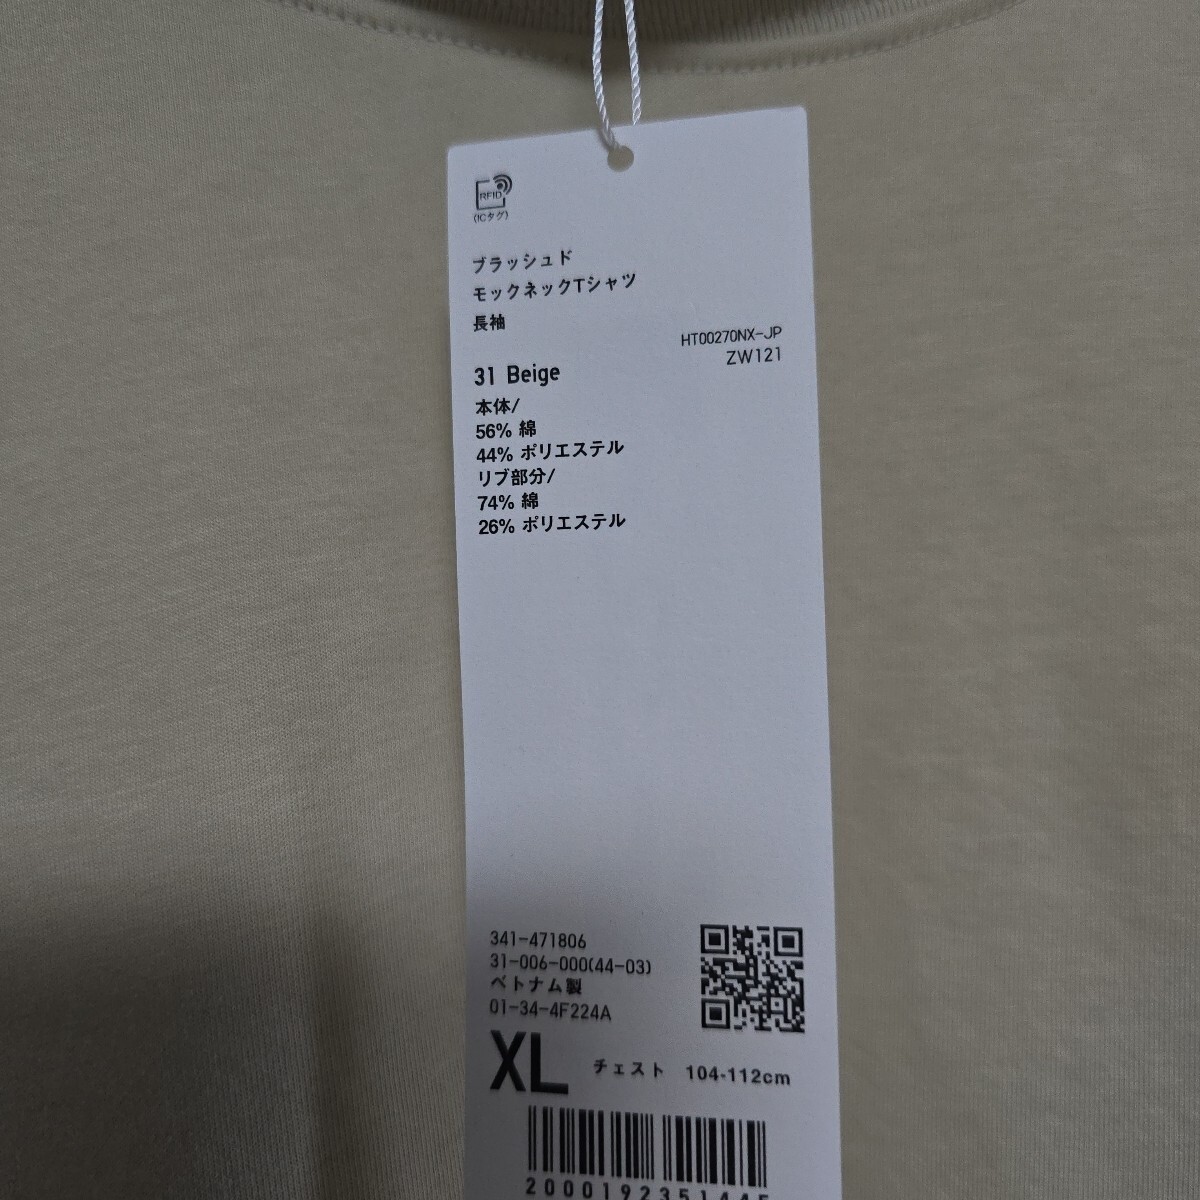 RFID
(ICタグ)
ブラッシュド
モックネックTシャツ
長袖
HT00270NX-JP
ZW121
31 Beige
本体/
56% 綿
44% ポリエステル
リブ部分/
74% 綿
26% ポリエステル
341-471806
31-006-000(44-03)
ベトナム製
01-34-4F224A
XL チェスト 104-112cm